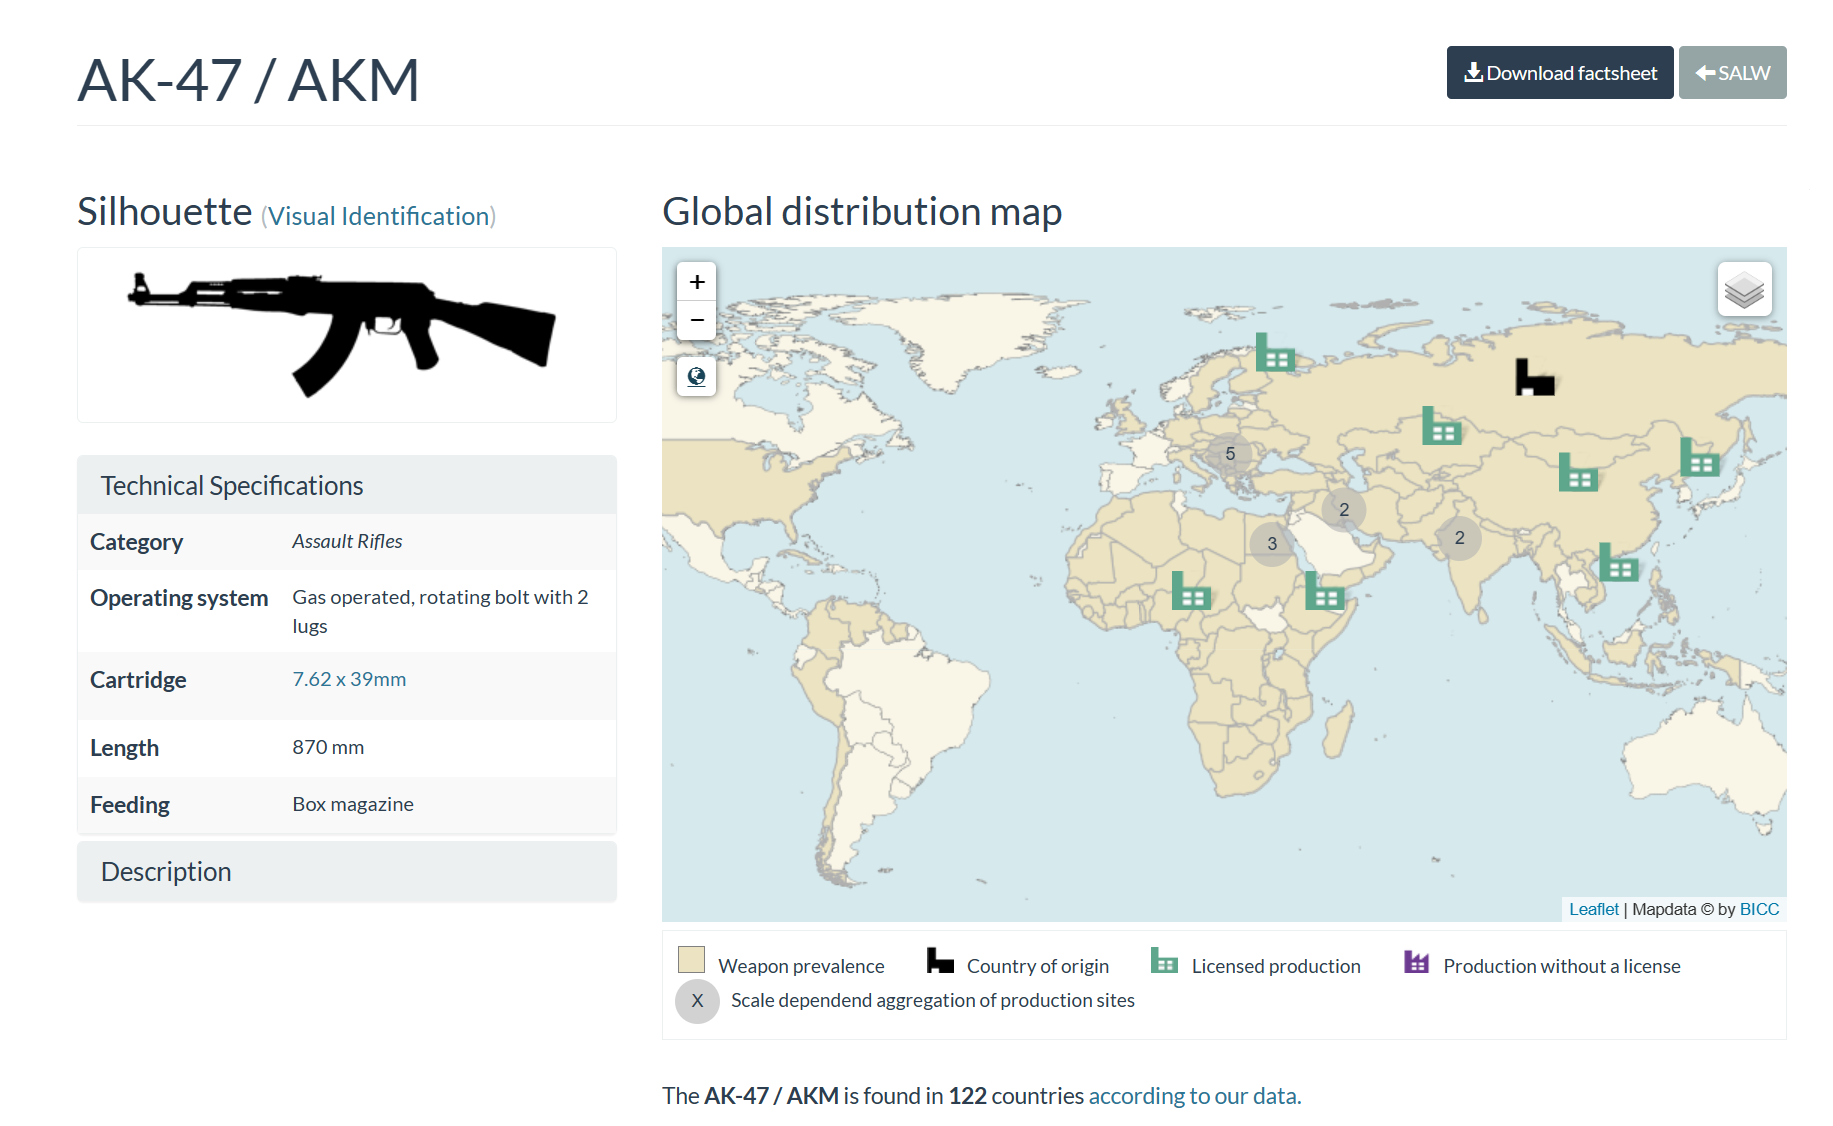 AK-47 / AKM
Download factsheet
SALW
Silhouette (Visual Identification)
Technical Specifications
Category Assault Rifles
Operating system Gas operated, rotating bolt with 2
lugs
Cartridge 7.62 x 39mm
Length 870 mm
Feeding Box magazine
Description
Global distribution map
+
−
5
2
3
2
Leaflet | Mapdata © by BICC
Weapon prevalence Country of origin Licensed production Production without a license
X Scale dependend aggregation of production sites
The AK-47 / AKM is found in 122 countries according to our data.